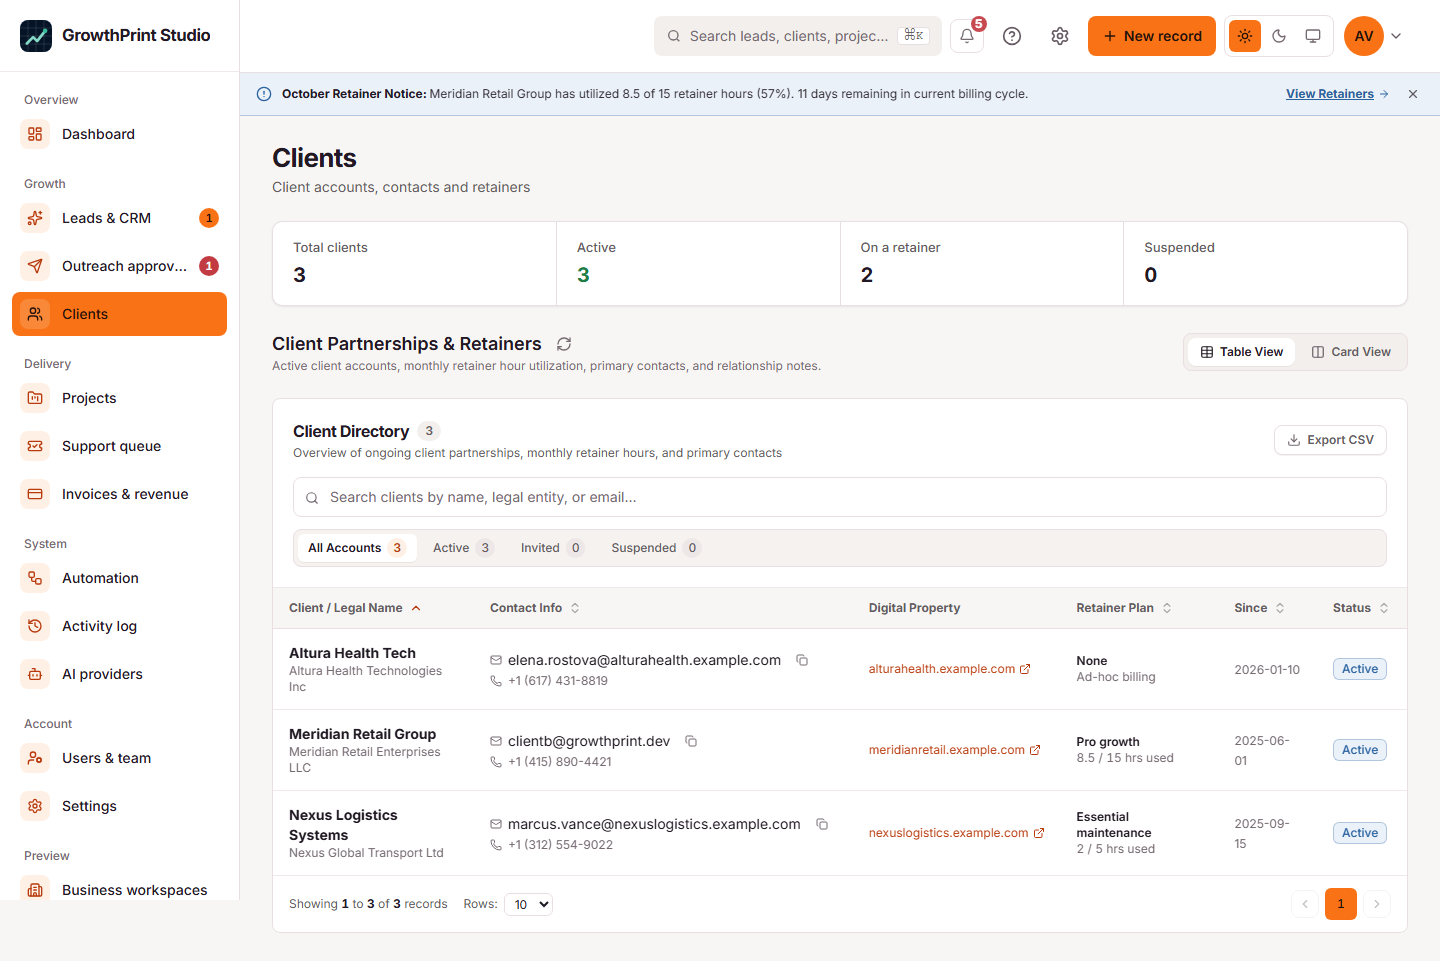 GrowthPrint Studio
Search leads, clients, projec...
⌘K
5
New record
AV
October Retainer Notice: Meridian Retail Group has utilized 8.5 of 15 retainer hours (57%). 11 days remaining in current billing cycle.
View Retainers
Overview
Dashboard
Growth
Leads & CRM
1
Outreach approv...
1
Clients
Delivery
Projects
Support queue
Invoices & revenue
System
Automation
Activity log
AI providers
Account
Users & team
Settings
Preview
Business workspaces
Clients
Client accounts, contacts and retainers
Total clients
3
Active
3
On a retainer
2
Suspended
0
Client Partnerships & Retainers
Active client accounts, monthly retainer hour utilization, primary contacts, and relationship notes.
Table View
Card View
Client Directory 3
Overview of ongoing client partnerships, monthly retainer hours, and primary contacts
Export CSV
Search clients by name, legal entity, or email...
All Accounts 3 Active 3 Invited 0 Suspended 0
Client / Legal Name Contact Info Digital Property Retainer Plan Since Status
Altura Health Tech
Altura Health Technologies
Inc
elena.rostova@alturahealth.example.com
+1 (617) 431-8819
alturahealth.example.com
None
Ad-hoc billing
2026-01-10
Active
Meridian Retail Group
Meridian Retail Enterprises
LLC
clientb@growthprint.dev
+1 (415) 890-4421
meridianretail.example.com
Pro growth
8.5 / 15 hrs used
2025-06-
01
Active
Nexus Logistics
Systems
Nexus Global Transport Ltd
marcus.vance@nexuslogistics.example.com
+1 (312) 554-9022
nexuslogistics.example.com
Essential
maintenance
2 / 5 hrs used
2025-09-
15
Active
Showing 1 to 3 of 3 records Rows: 10
1